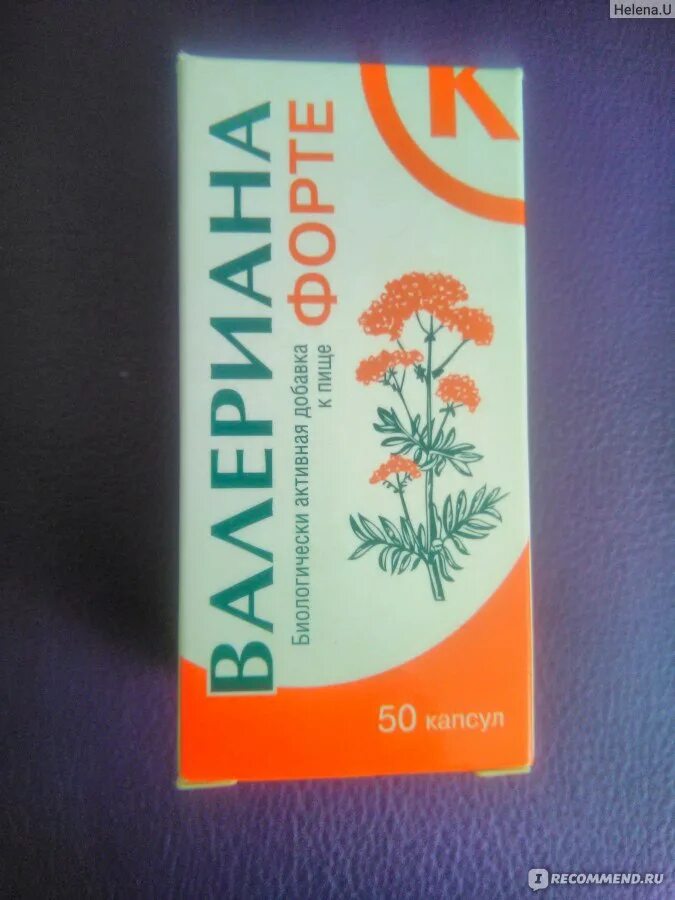 Helena.U
К
ВАЛЕРИАНА
ФОРТЕ
Биологически активная добавка
к пище
50 капсул
I RECOMMEND.RU